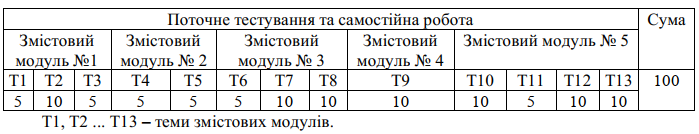 Поточне тестування та самостійна робота Сума
Змістовий модуль №1 Змістовий модуль № 2 Змістовий модуль № 3 Змістовий модуль № 4 Змістовий модуль № 5
Т1 Т2 Т3 Т4 Т5 Т6 Т7 Т8 Т9 Т10 Т11 Т12 Т13 100
5 10 5 5 5 5 10 10 10 10 5 10 10
Т1, Т2 ... Т13 – теми змістових модулів.